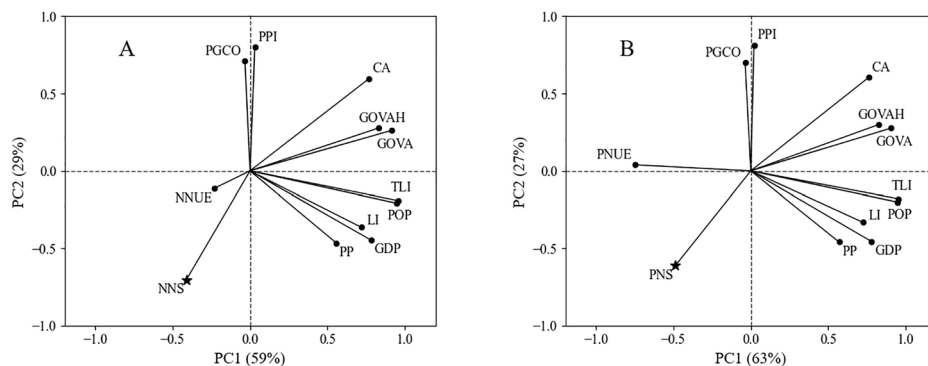 A
PPI
PGCO
CA
GOVAH
GOVA
NNUE
TLI
POP
LI
GDP
PP
NNS
1.0
0.5
0.0
−0.5
−1.0
−1.0
−0.5
0.0
0.5
1.0
PC2 (29%)
PC1 (59%)
B
PPI
PGCO
CA
GOVAH
GOVA
PNUE
TLI
POP
LI
GDP
PP
PNS
1.0
0.5
0.0
−0.5
−1.0
−1.0
−0.5
0.0
0.5
1.0
PC2 (27%)
PC1 (63%)